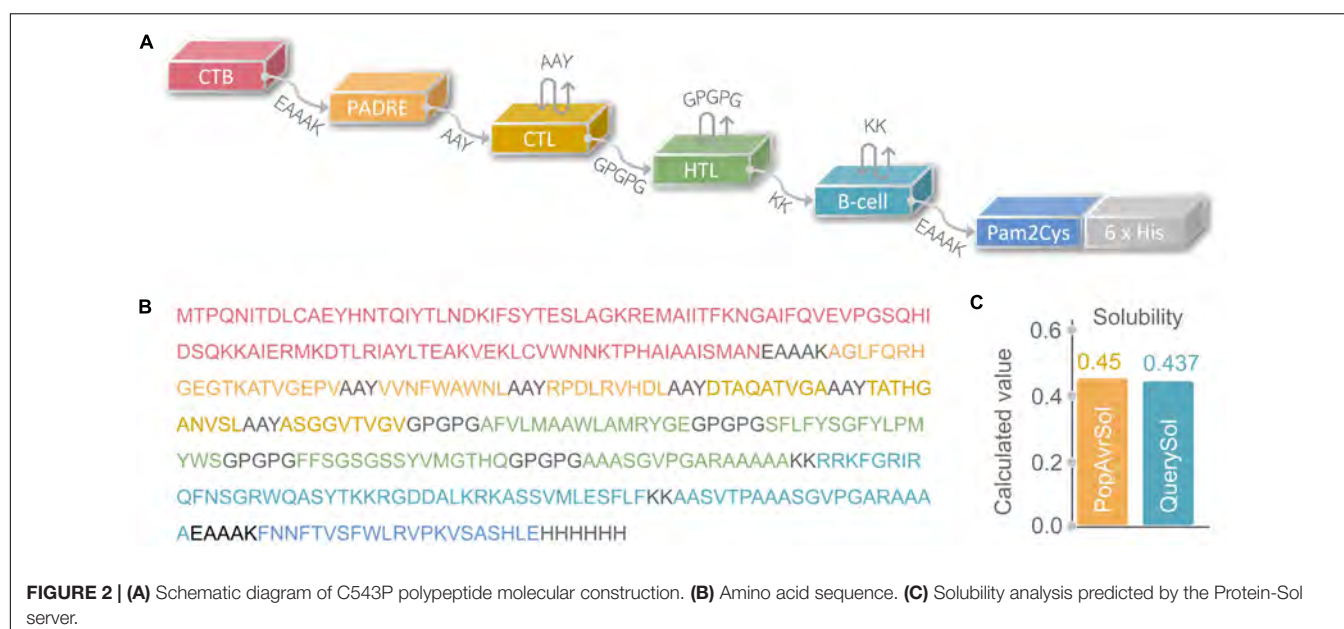 A
CTB
EAAAK
PADRE
AAY
AAY
CTL
GPGPG
GPGPG
HTL
KK
KK
B-cell
EAAAK
Pam2Cys
6 x His
B
MTPQNITDLCAEYHNTQIYTLNDKIFSYTESLAGKREMAIITFKNGAIFQVEVPGSQHI
DSQKKAIERMKDTLRIAYLTEAKVEKLCVWNNKTPHAIAAISMANEAAAKAGLFQRH
GEGTKATVGEPVAAYVVNFWAWNLAAYRPDLRVHDLAAYDTAQATVGAAAYTATHG
ANVSLAAYASGGVTVGVGPGPGAFVLMAAWLAMRYGEGPGPGSFLFYSGFYLPM
YWSGPGPGFFSGSGSSYVMGTHQGPGPGAAASGVPGARAAAAAKKRRKFGRIR
QFNSGRWQASYTKKRGDDALKRKASSVMLESFLFKKAASVTPAAASGVPGARAAA
AEAAAKFNNFTVSFWLRVPKVSASHLEHHHHHH
C
Solubility
Calculated value
0.6
0.4
0.2
0.0
0.45
0.437
PopAvrSol
QuerySol
FIGURE 2 | (A) Schematic diagram of C543P polypeptide molecular construction. (B) Amino acid sequence. (C) Solubility analysis predicted by the Protein-Sol
server.